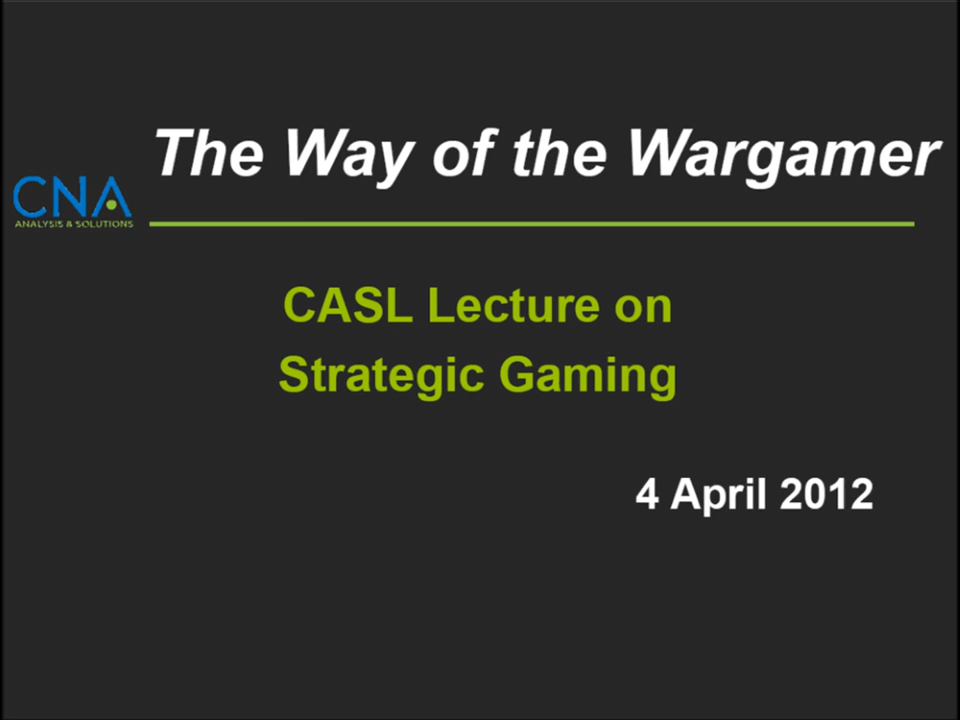 The Way of the Wargamer
CNA
ANALYSIS & SOLUTIONS
CASL Lecture on
Strategic Gaming
4 April 2012